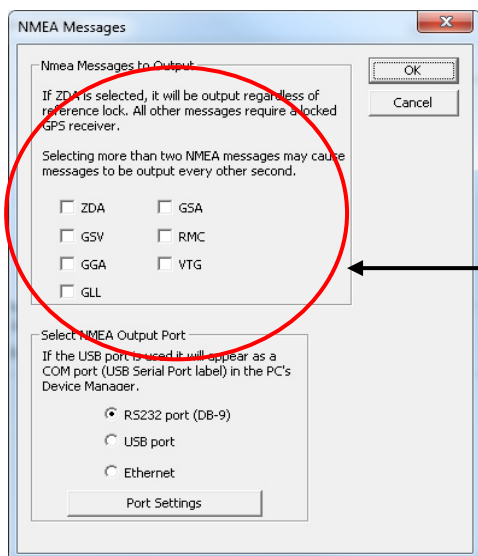 NMEA Messages
Nmea Messages to Output
OK
If ZDA is selected, it will be output regardless of
reference lock. All other messages require a locked
GPS receiver.
Cancel
Selecting more than two NMEA messages may cause
messages to be output every other second.
ZDA GSA
GSV RMC
GGA VTG
GLL
Select NMEA Output Port
If the USB port is used it will appear as a
COM port (USB Serial Port label) in the PC's
Device Manager.
RS232 port (DB-9)
USB port
Ethernet
Port Settings